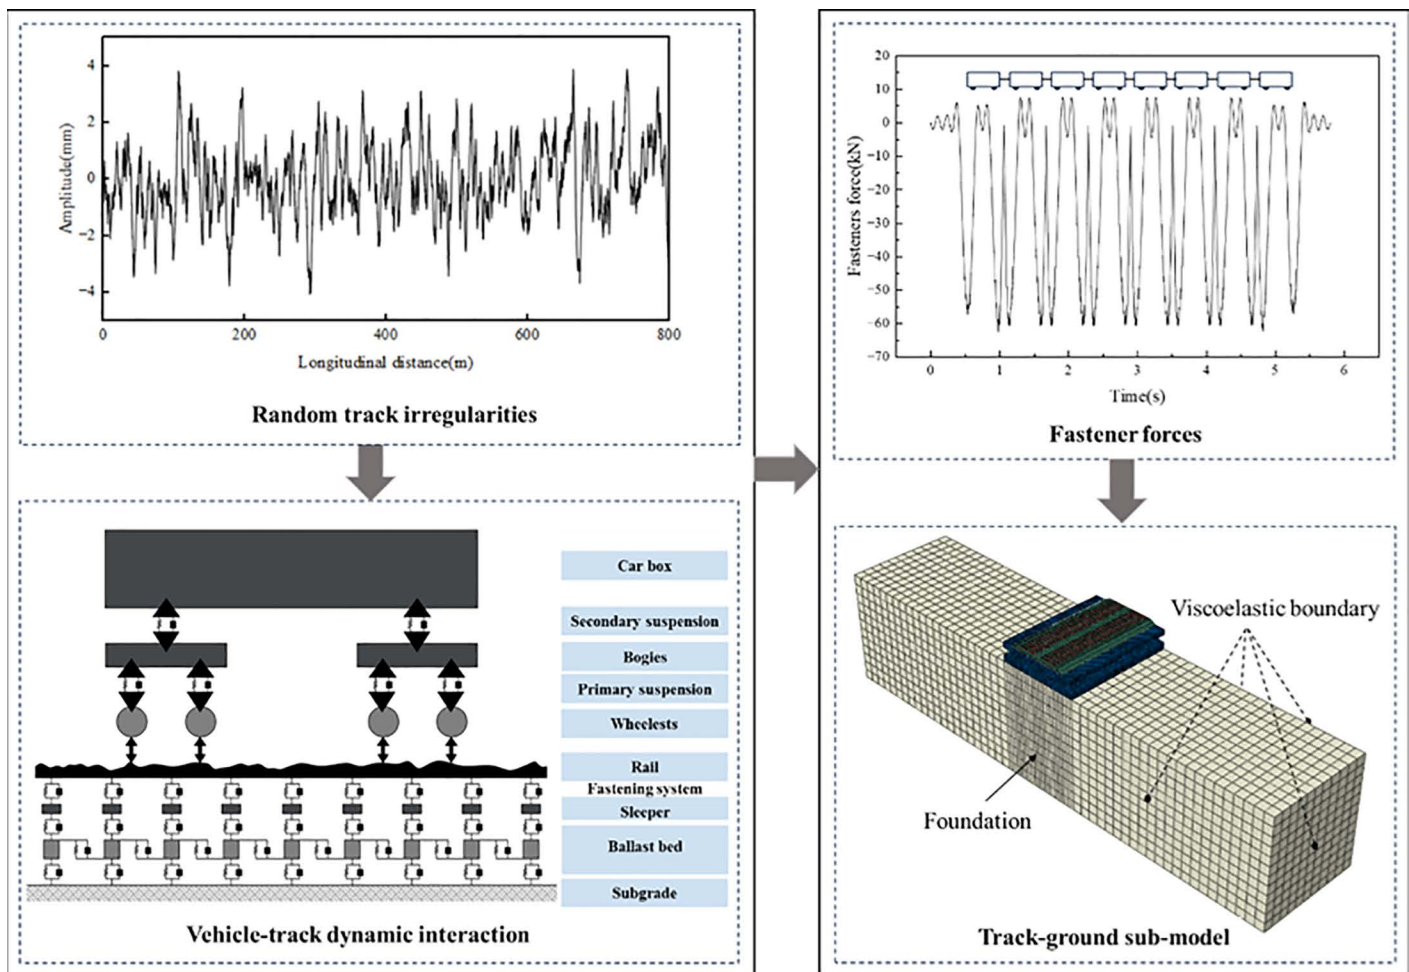 4
2
0
−2
−4
Amplitude(mm)
0
200
400
600
800
Longitudinal distance(m)
Random track irregularities
Car box
Secondary suspension
Bogies
Primary suspension
Wheelests
Rail
Fastening system
Sleeper
Ballast bed
Subgrade
Vehicle-track dynamic interaction
20
10
0
−10
−20
−30
−40
−50
−60
−70
Fasteners force(kN)
0
1
2
3
4
5
6
Time(s)
Fastener forces
Viscoelastic boundary
Foundation
Track-ground sub-model